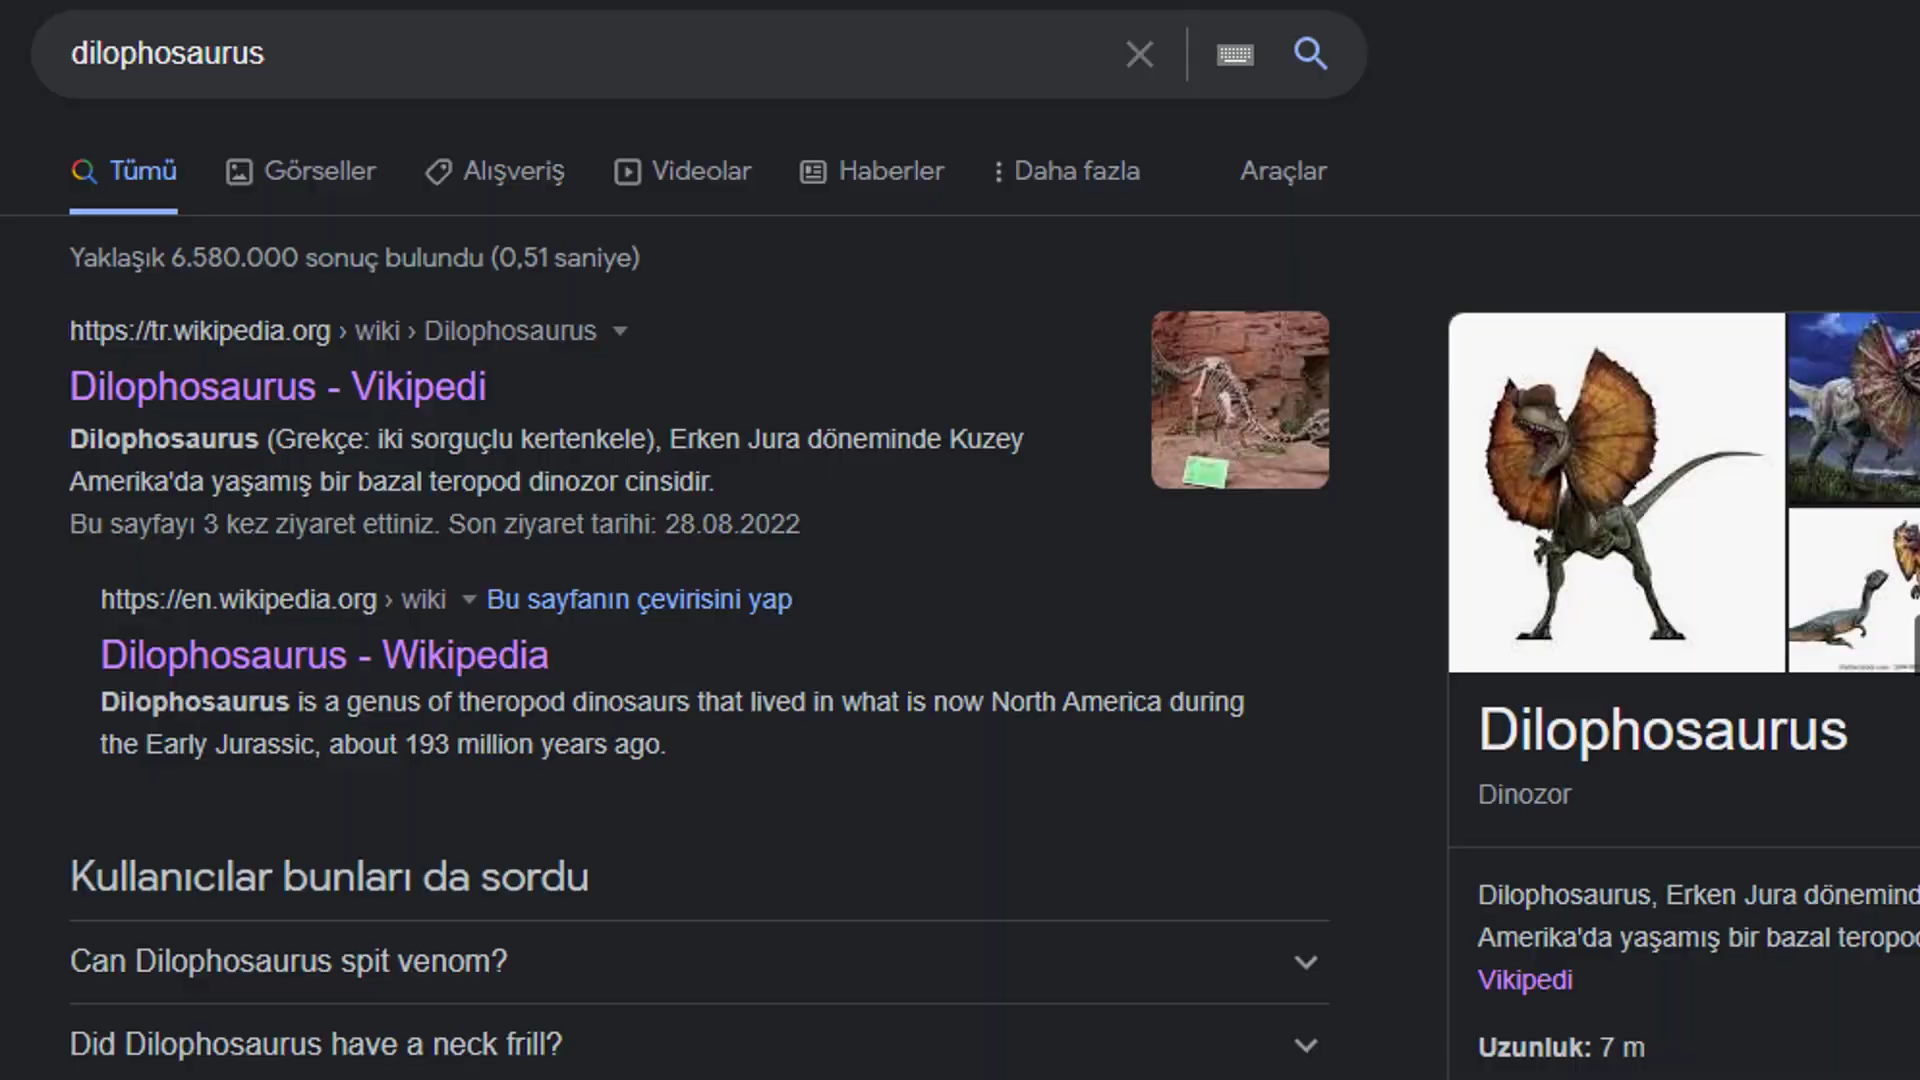 dilophosaurus
Tümü Görseller Alışveriş Videolar Haberler Daha fazla Araçlar
Yaklaşık 6.580.000 sonuç bulundu (0,51 saniye)
https://tr.wikipedia.org › wiki › Dilophosaurus
Dilophosaurus - Vikipedi
Dilophosaurus (Grekçe: iki sorguçlu kertenkele), Erken Jura döneminde Kuzey
Amerika'da yaşamış bir bazal teropod dinozor cinsidir.
Bu sayfayı 3 kez ziyaret ettiniz. Son ziyaret tarihi: 28.08.2022
https://en.wikipedia.org › wiki Bu sayfanın çevirisini yap
Dilophosaurus - Wikipedia
Dilophosaurus is a genus of theropod dinosaurs that lived in what is now North America during
the Early Jurassic, about 193 million years ago.
Kullanıcılar bunları da sordu
Can Dilophosaurus spit venom?
Did Dilophosaurus have a neck frill?
Dilophosaurus
Dinozor
Dilophosaurus, Erken Jura dönemind
Amerika'da yaşamış bir bazal teropod
Vikipedi
Uzunluk: 7 m